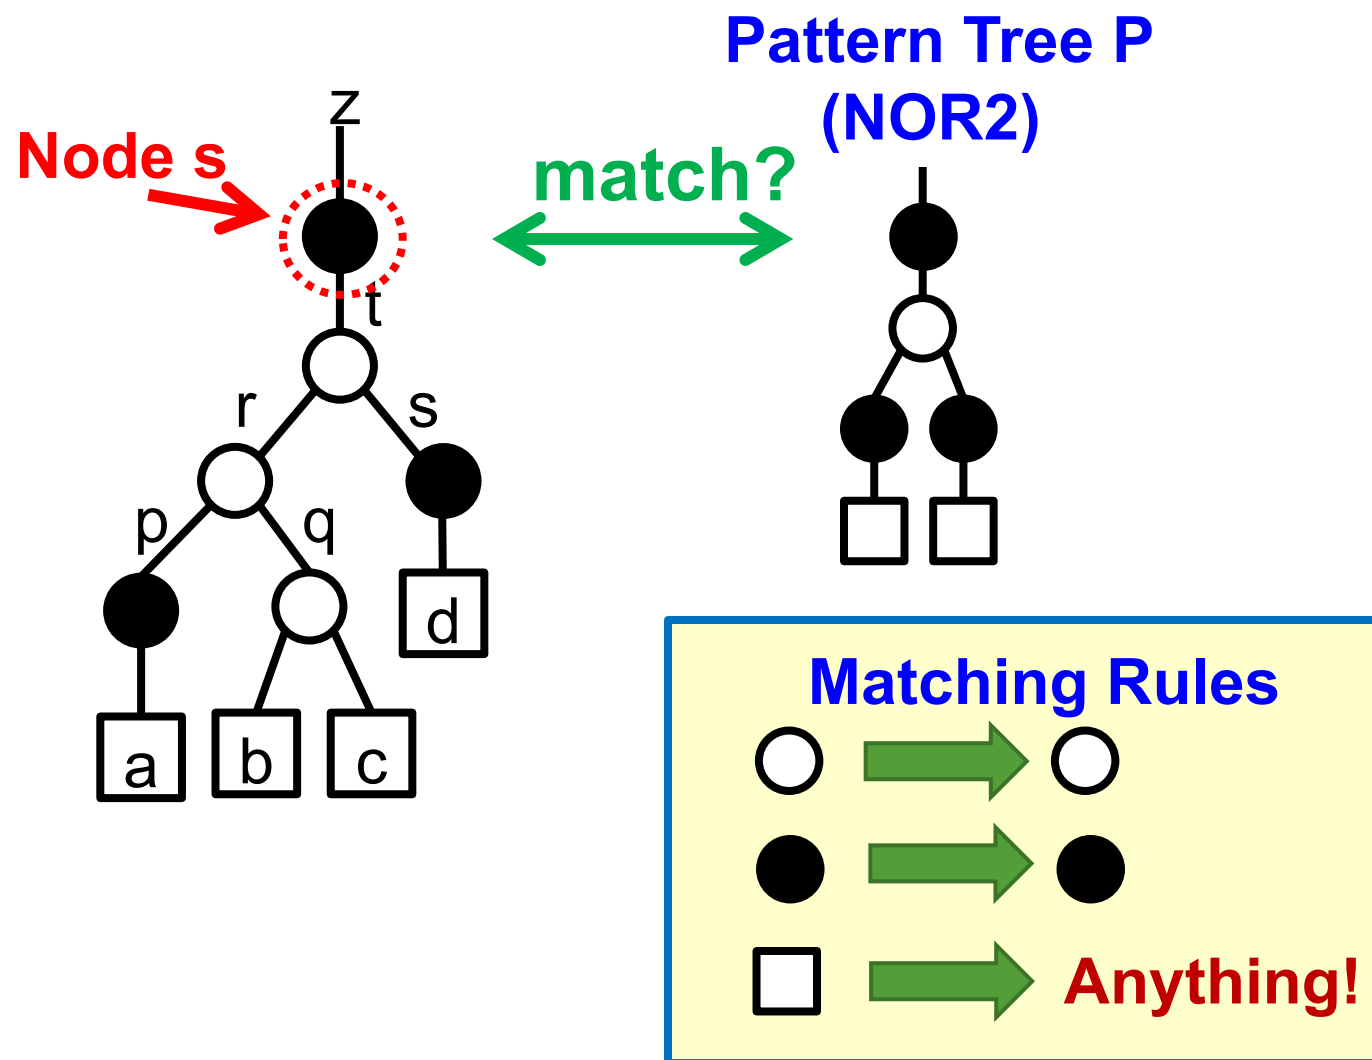 Pattern Tree P
(NOR2)
z
Node s
match?
t
r
s
p
q
d
a
b
c
Matching Rules
Anything!